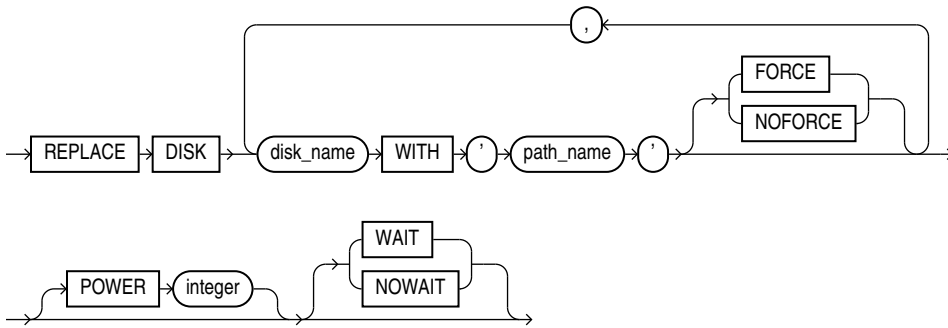 ,
FORCE
NOFORCE
REPLACE DISK disk_name WITH ' path_name '
WAIT
NOWAIT
POWER integer